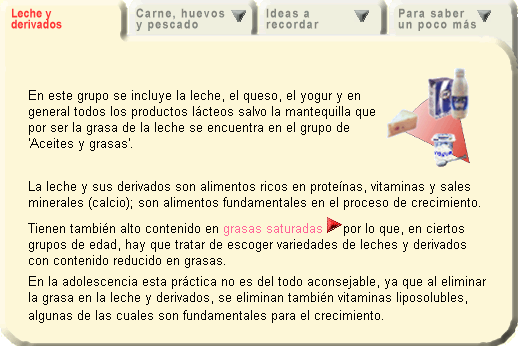 Leche y
derivados
Carne, huevos
y pescado
Ideas a
recordar
Para saber
un poco más
En este grupo se incluye la leche, el queso, el yogur y en
general todos los productos lácteos salvo la mantequilla que
por ser la grasa de la leche se encuentra en el grupo de
'Aceites y grasas'.
La leche y sus derivados son alimentos ricos en proteínas, vitaminas y sales
minerales (calcio); son alimentos fundamentales en el proceso de crecimiento.
Tienen también alto contenido en grasas saturadas por lo que, en ciertos
grupos de edad, hay que tratar de escoger variedades de leches y derivados
con contenido reducido en grasas.
En la adolescencia esta práctica no es del todo aconsejable, ya que al eliminar
la grasa en la leche y derivados, se eliminan también vitaminas liposolubles,
algunas de las cuales son fundamentales para el crecimiento.